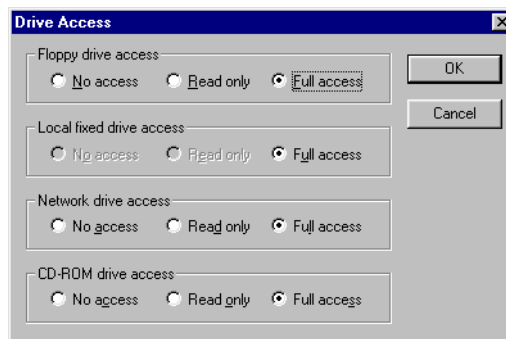 Drive Access
Floppy drive access
No access Read only Full access
OK
Cancel
Local fixed drive access
No access Read only Full access
Network drive access
No access Read only Full access
CD-ROM drive access
No access Read only Full access